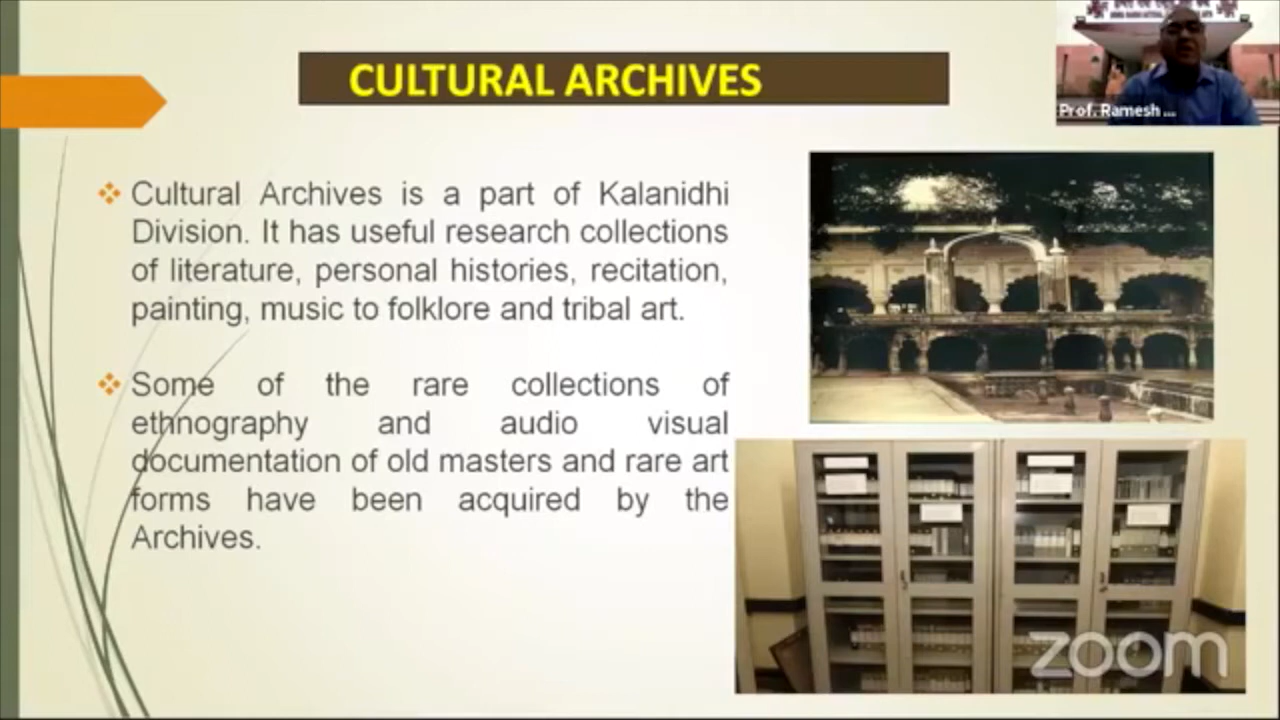 CULTURAL ARCHIVES
Prof. Ramesh ...
Cultural Archives is a part of Kalanidhi
Division. It has useful research collections
of literature, personal histories, recitation,
painting, music to folklore and tribal art.
Some of the rare collections of
ethnography and audio visual
documentation of old masters and rare art
forms have been acquired by the
Archives.
zoom